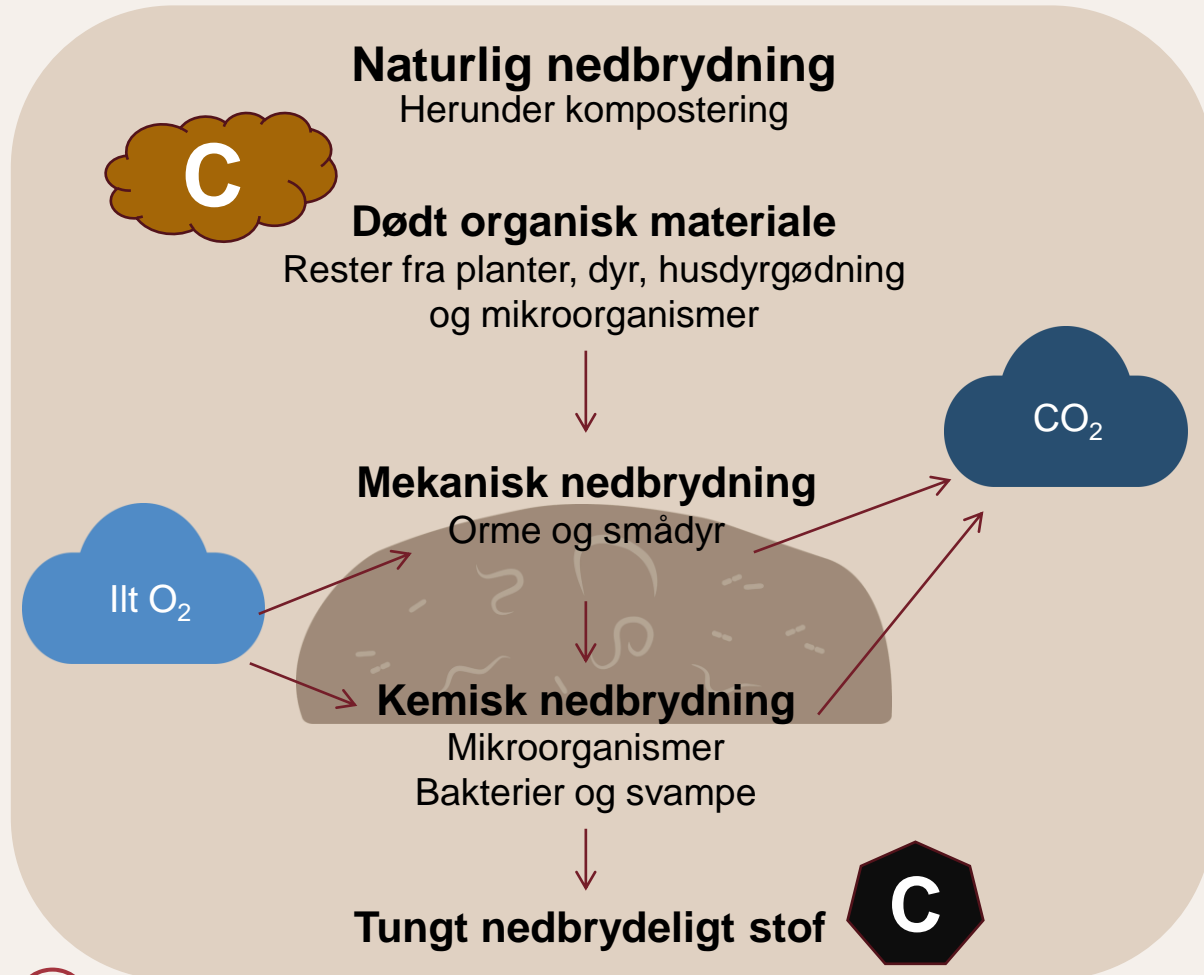 Naturlig nedbrydning
Herunder kompostering
C
Dødt organisk materiale
Rester fra planter, dyr, husdyrgødning
og mikroorganismer
CO₂
Mekanisk nedbrydning
Orme og smådyr
Ilt O₂
Kemisk nedbrydning
Mikroorganismer
Bakterier og svampe
Tungt nedbrydeligt stof
C